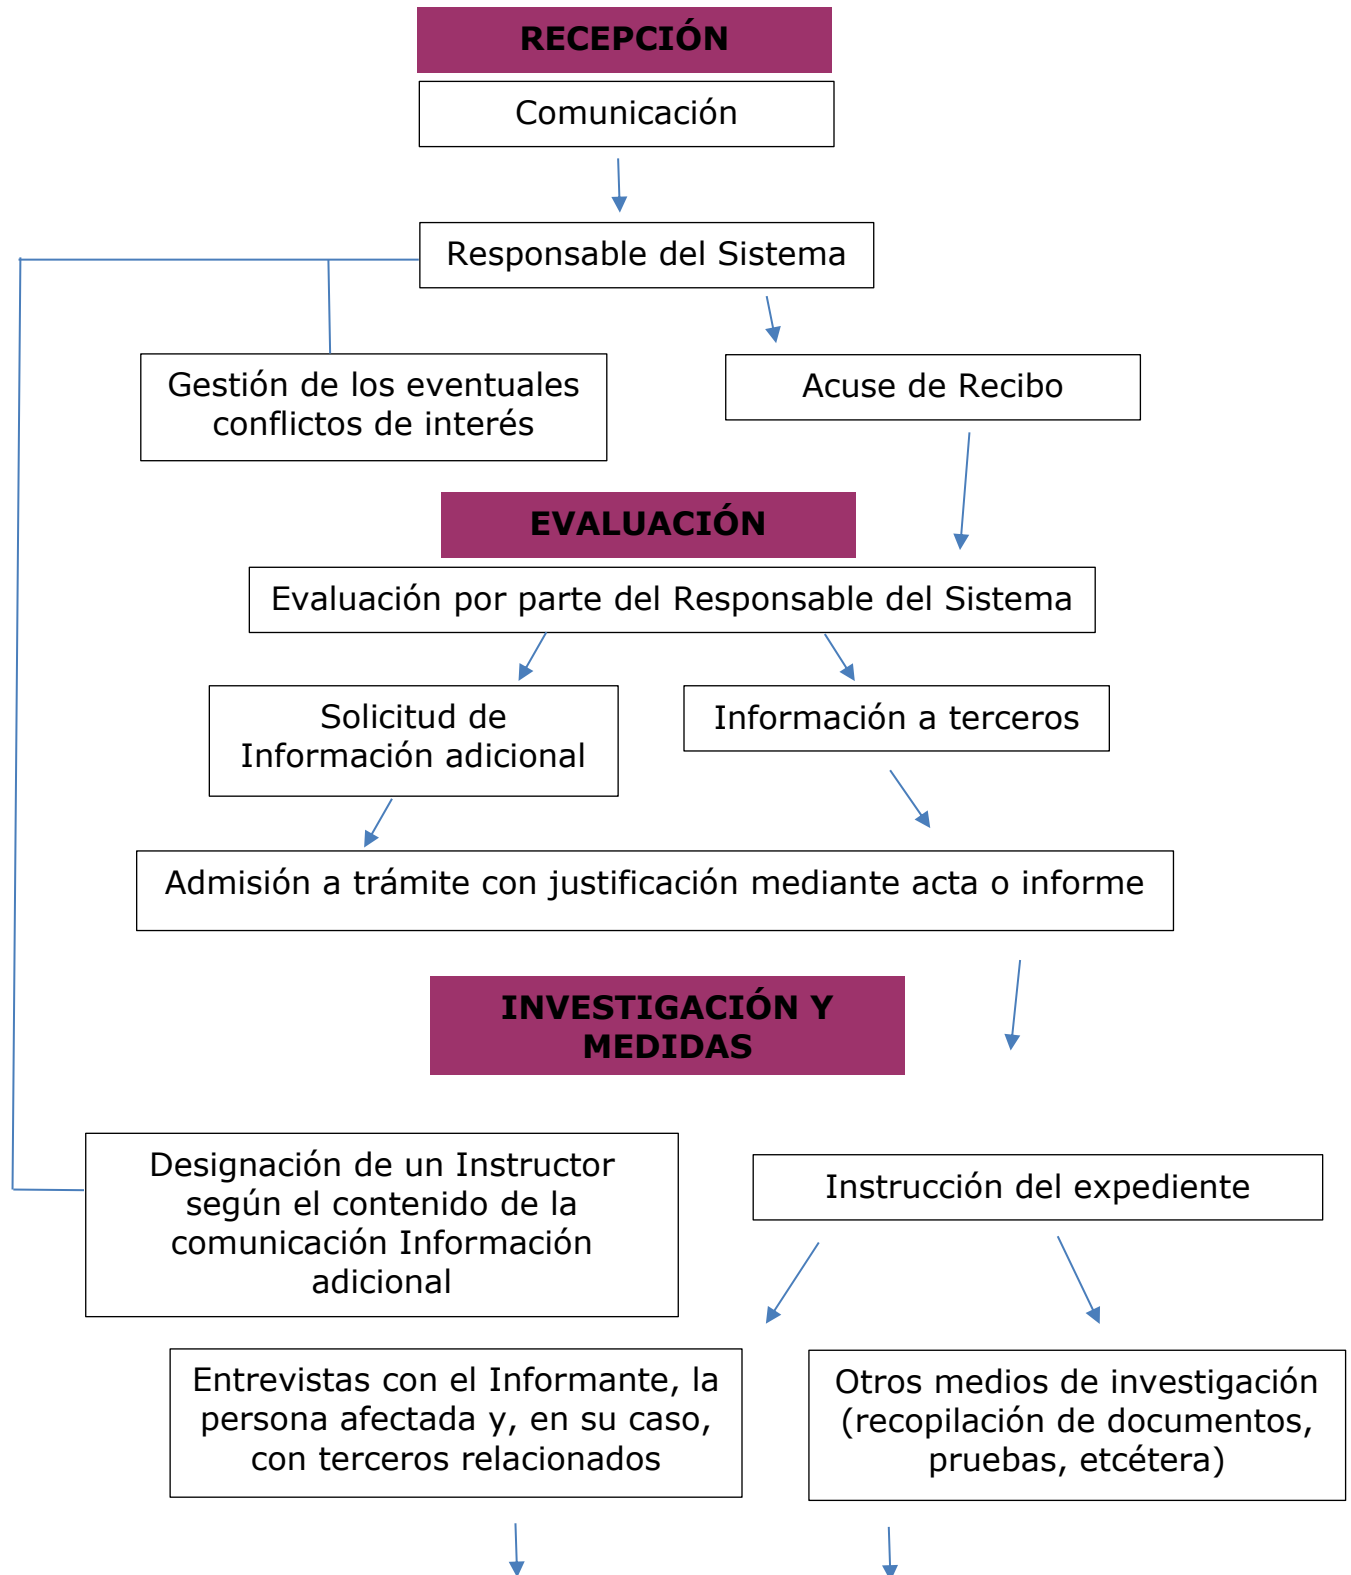 RECEPCIÓN
Comunicación
Responsable del Sistema
Gestión de los eventuales
conflictos de interés
Acuse de Recibo
EVALUACIÓN
Evaluación por parte del Responsable del Sistema
Solicitud de
Información adicional
Información a terceros
Admisión a trámite con justificación mediante acta o informe
INVESTIGACIÓN Y
MEDIDAS
Designación de un Instructor
según el contenido de la
comunicación Información
adicional
Instrucción del expediente
Entrevistas con el Informante, la
persona afectada y, en su caso,
con terceros relacionados
Otros medios de investigación
(recopilación de documentos,
pruebas, etcétera)